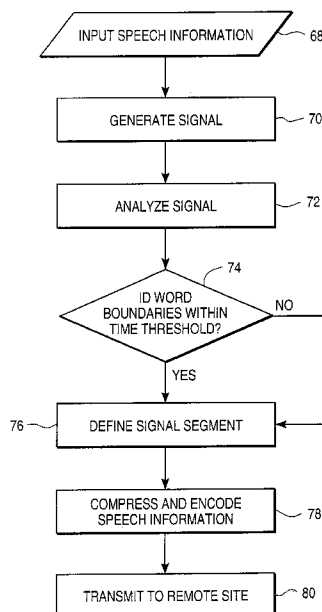 INPUT SPEECH INFORMATION
68
GENERATE SIGNAL
70
ANALYZE SIGNAL
72
74
ID WORD
BOUNDARIES WITHIN
TIME THRESHOLD?
NO
YES
76
DEFINE SIGNAL SEGMENT
COMPRESS AND ENCODE
SPEECH INFORMATION
78
TRANSMIT TO REMOTE SITE
80